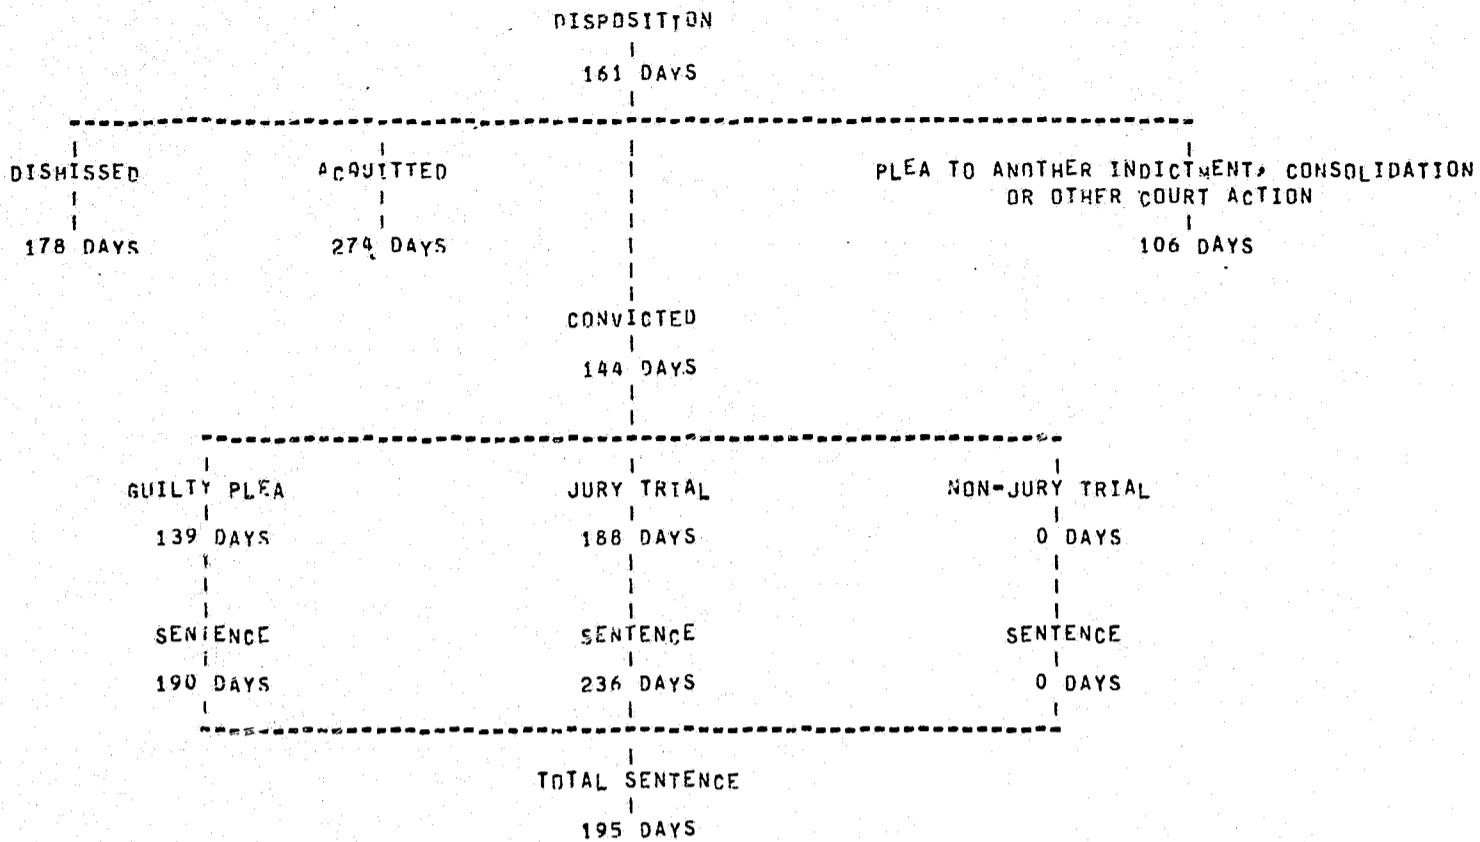 DISPOSITION
161 DAYS
DISMISSED ACQUITTED PLEA TO ANOTHER INDICTMENT, CONSOLIDATION
OR OTHER COURT ACTION
178 DAYS 274 DAYS 106 DAYS
CONVICTED
144 DAYS
GUILTY PLEA JURY TRIAL NON-JURY TRIAL
139 DAYS 188 DAYS 0 DAYS
SENTENCE SENTENCE SENTENCE
190 DAYS 236 DAYS 0 DAYS
TOTAL SENTENCE
195 DAYS